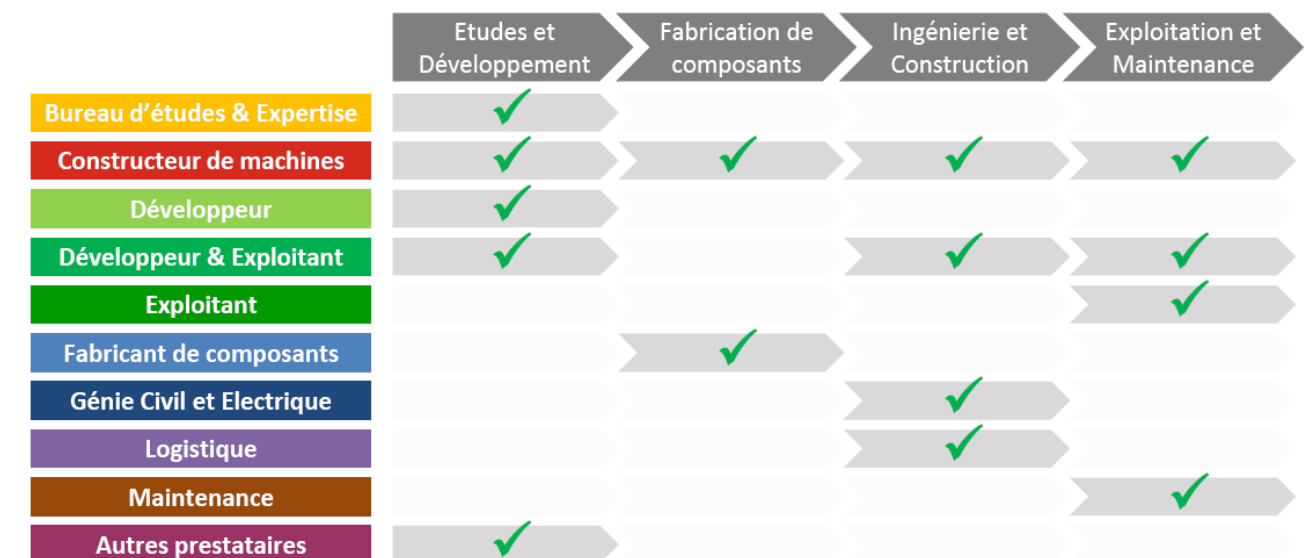 Etudes et
Développement
Fabrication de
composants
Ingénierie et
Construction
Exploitation et
Maintenance
Bureau d'études & Expertise
Constructeur de machines
Développeur
Développeur & Exploitant
Exploitant
Fabricant de composants
Génie Civil et Electrique
Logistique
Maintenance
Autres prestataires